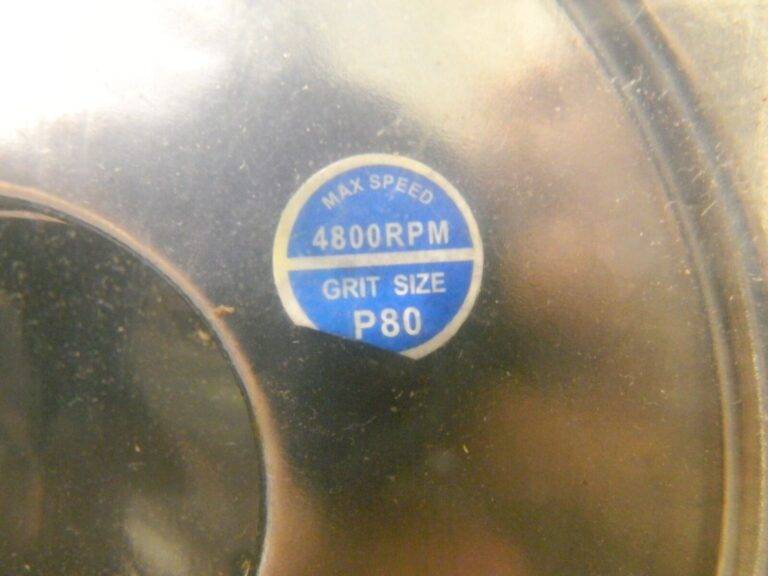 MAX SPEED
4800RPM
GRIT SIZE
P80